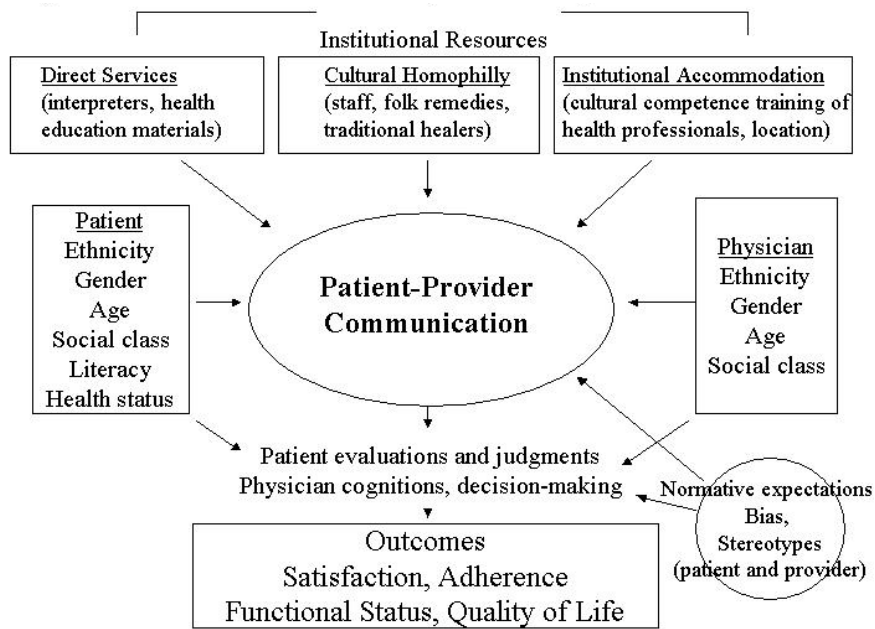 Institutional Resources
Direct Services
(interpreters, health
education materials)
Cultural Homophilly
(staff, folk remedies,
traditional healers)
Institutional Accommodation
(cultural competence training of
health professionals, location)
Patient
Ethnicity
Gender
Age
Social class
Literacy
Health status
Patient-Provider
Communication
Physician
Ethnicity
Gender
Age
Social class
Patient evaluations and judgments
Physician cognitions, decision-making
Normative expectations
Bias,
Stereotypes
(patient and provider)
Outcomes
Satisfaction, Adherence
Functional Status, Quality of Life